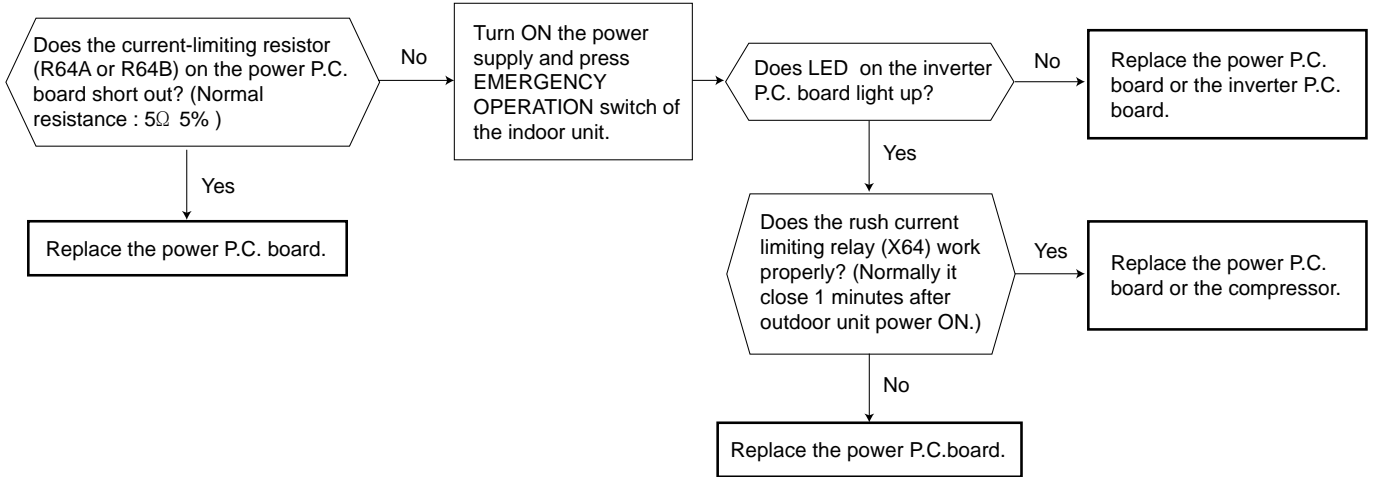 Does the current-limiting resistor
(R64A or R64B) on the power P.C.
board short out? (Normal
resistance : 5Ω 5% )
No
Turn ON the power
supply and press
EMERGENCY
OPERATION switch of
the indoor unit.
Does LED on the inverter
P.C. board light up?
No
Replace the power P.C.
board or the inverter P.C.
board.
Yes
Replace the power P.C. board.
Yes
Does the rush current
limiting relay (X64) work
properly? (Normally it
close 1 minutes after
outdoor unit power ON.)
Yes
Replace the power P.C.
board or the compressor.
No
Replace the power P.C.board.